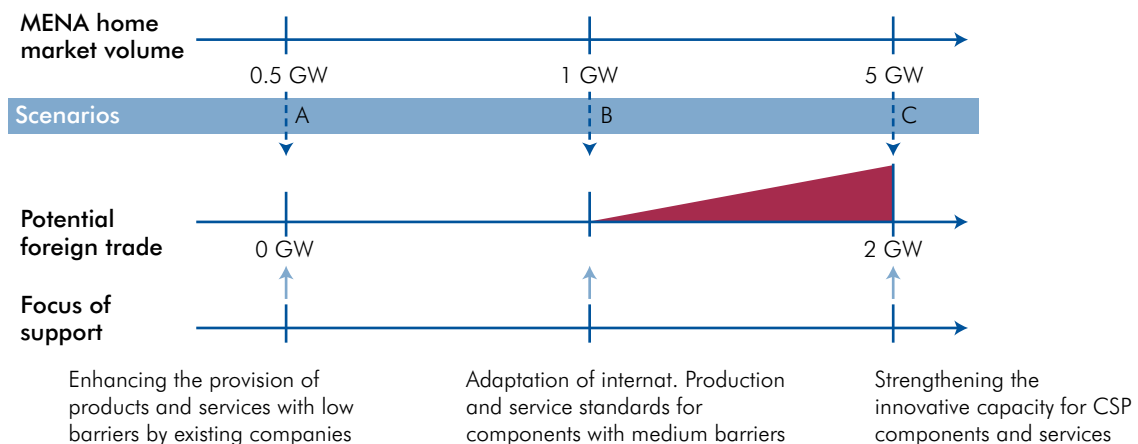 MENA home
market volume
0.5 GW
1 GW
5 GW
Scenarios
A
B
C
Potential
foreign trade
0 GW
2 GW
Focus of
support
Enhancing the provision of
products and services with low
barriers by existing companies
Adaptation of internat. Production
and service standards for
components with medium barriers
Strengthening the
innovative capacity for CSP
components and services